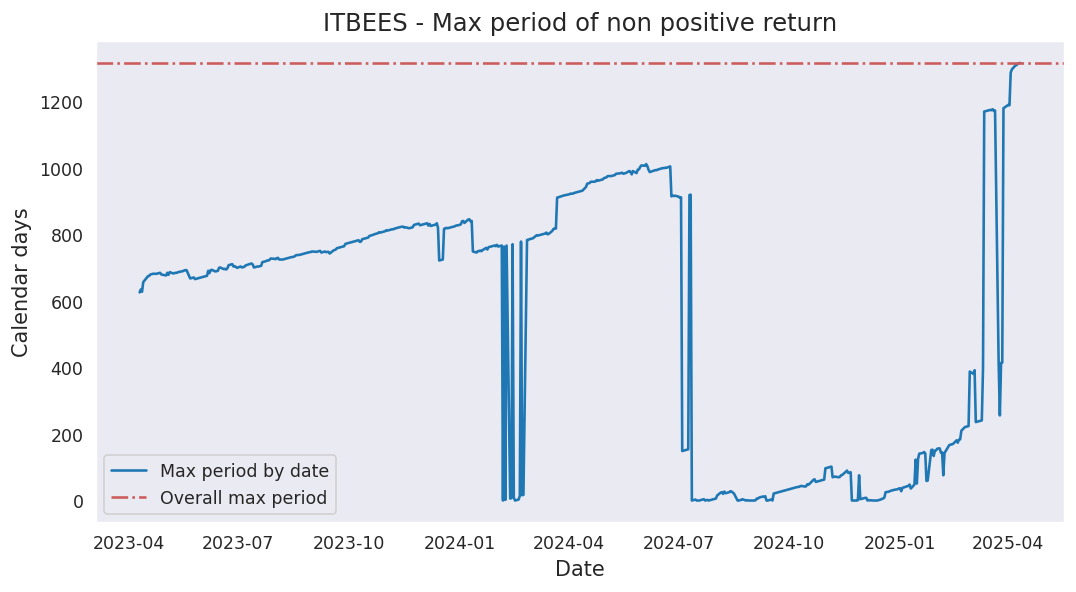 ITBEES - Max period of non positive return
Calendar days
1200
1000
800
600
400
200
0
Max period by date
Overall max period
2023-04 2023-07 2023-10 2024-01 2024-04 2024-07 2024-10 2025-01 2025-04
Date